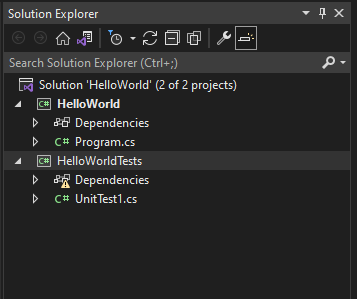 Solution Explorer
Search Solution Explorer (Ctrl+;)
Solution 'HelloWorld' (2 of 2 projects)
C# HelloWorld
Dependencies
C# Program.cs
C# HelloWorldTests
Dependencies
C# UnitTest1.cs